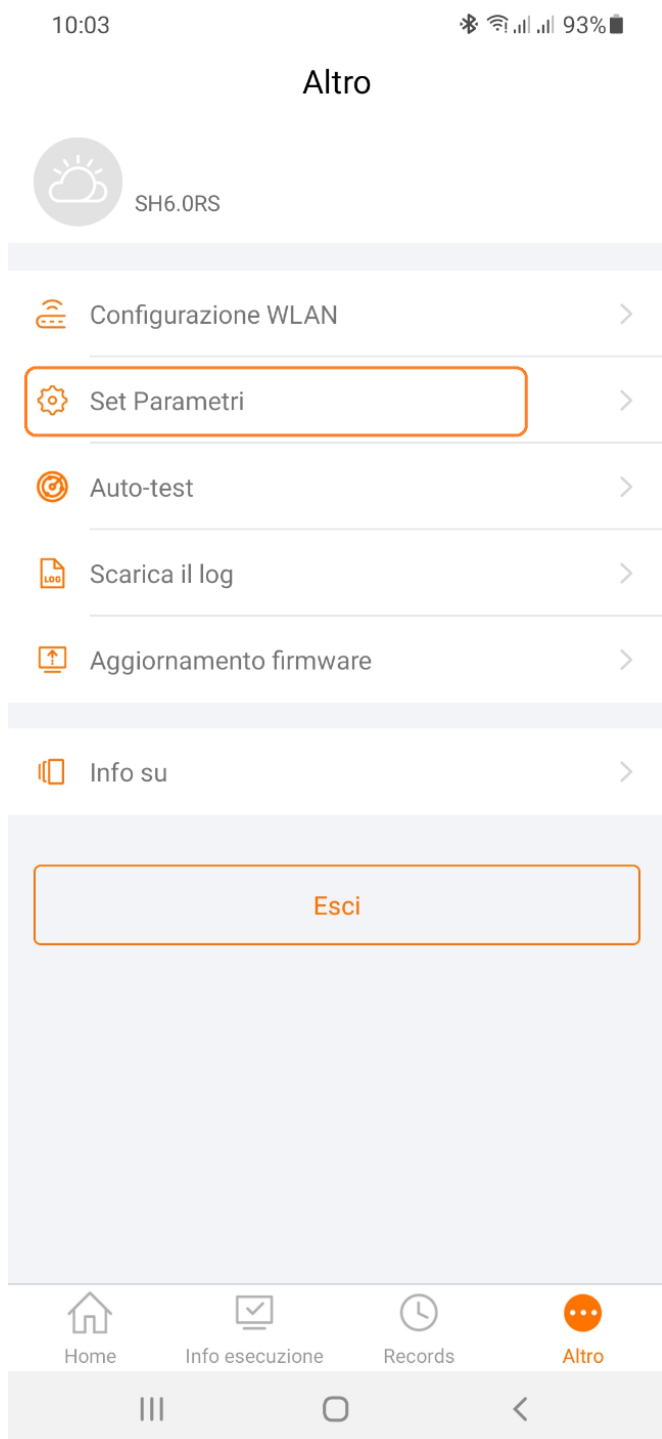 10:03
93%
Altro
SH6.0RS
Configurazione WLAN
Set Parametri
Auto-test
LOG
Scarica il log
Aggiornamento firmware
Info su
Esci
Home Info esecuzione Records Altro